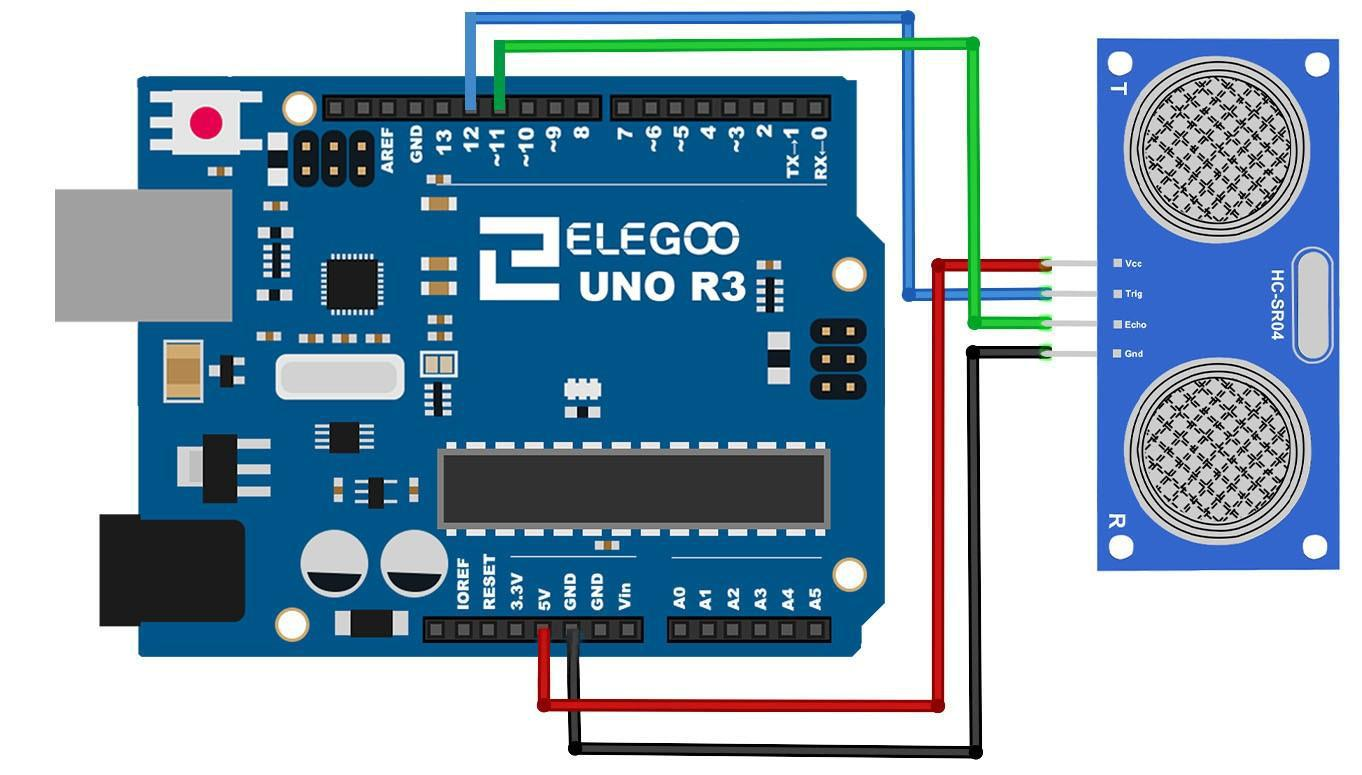 AREF
GND
13
12
~11
~10
~9
8
7
~6
~5
4
~3
2
TX→1
RX←0
ELEGOO
UNO R3
IOREF
RESET
3.3V
5V
GND
GND
Vin
A0
A1
A2
A3
A4
A5
T
Vcc
Trig
Echo
Gnd
HC-SR04
R